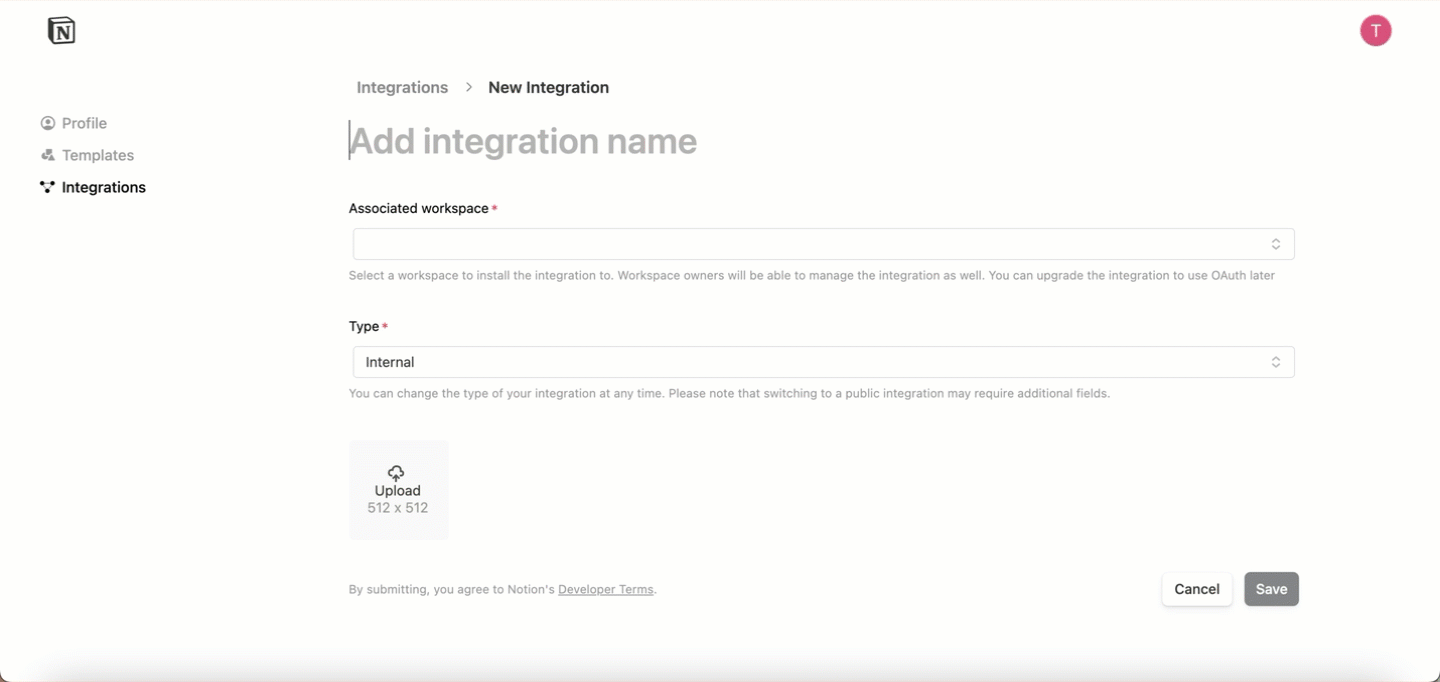 N
T
Integrations > New Integration
Profile
Templates
Integrations
Add integration name
Associated workspace *
Select a workspace to install the integration to. Workspace owners will be able to manage the integration as well. You can upgrade the integration to use OAuth later
Type *
Internal
You can change the type of your integration at any time. Please note that switching to a public integration may require additional fields.
Upload
512 x 512
By submitting, you agree to Notion's Developer Terms.
Cancel
Save